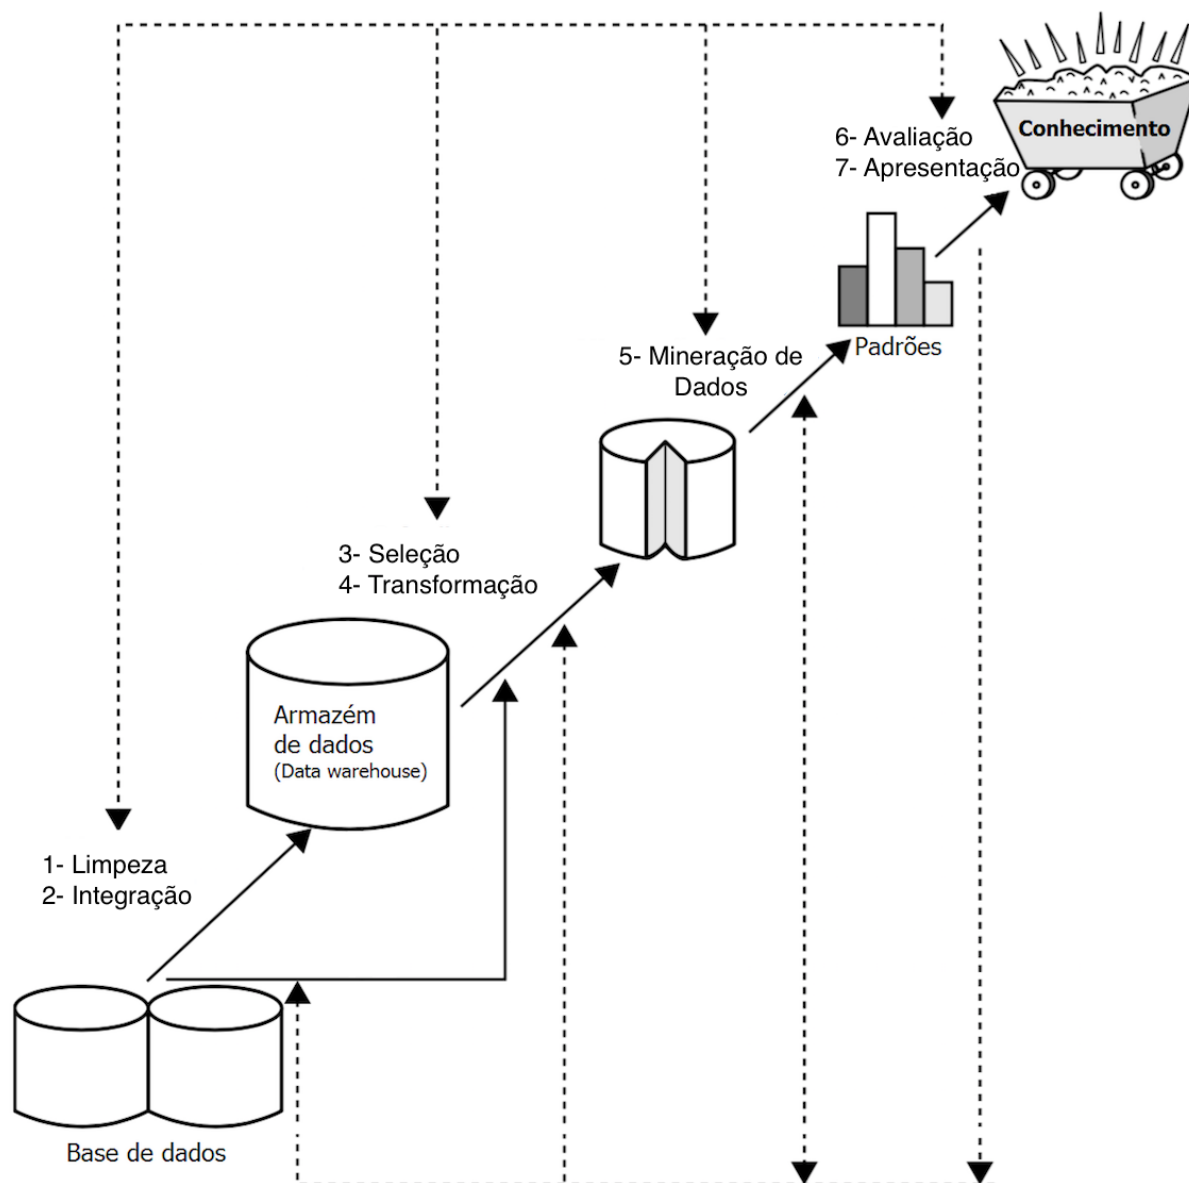 6- Avaliação
7- Apresentação
Conhecimento
Padrões
5- Mineração de
Dados
3- Seleção
4- Transformação
Armazém
de dados
(Data warehouse)
1- Limpeza
2- Integração
Base de dados